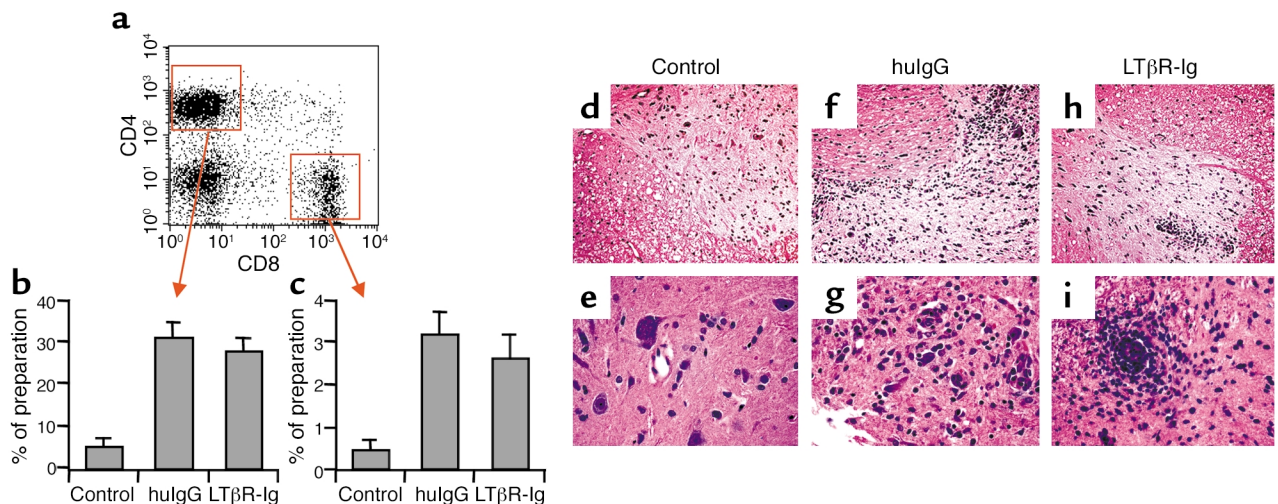 a
CD4
10⁴
10³
10²
10¹
10⁰
10⁰ 10¹ 10² 10³ 10⁴
CD8
b
% of preparation
40
30
20
10
0
Control huIgG LTβR-Ig
c
% of preparation
4
3
2
1
0
Control huIgG LTβR-Ig
Control huIgG LTβR-Ig
d f h
e g i